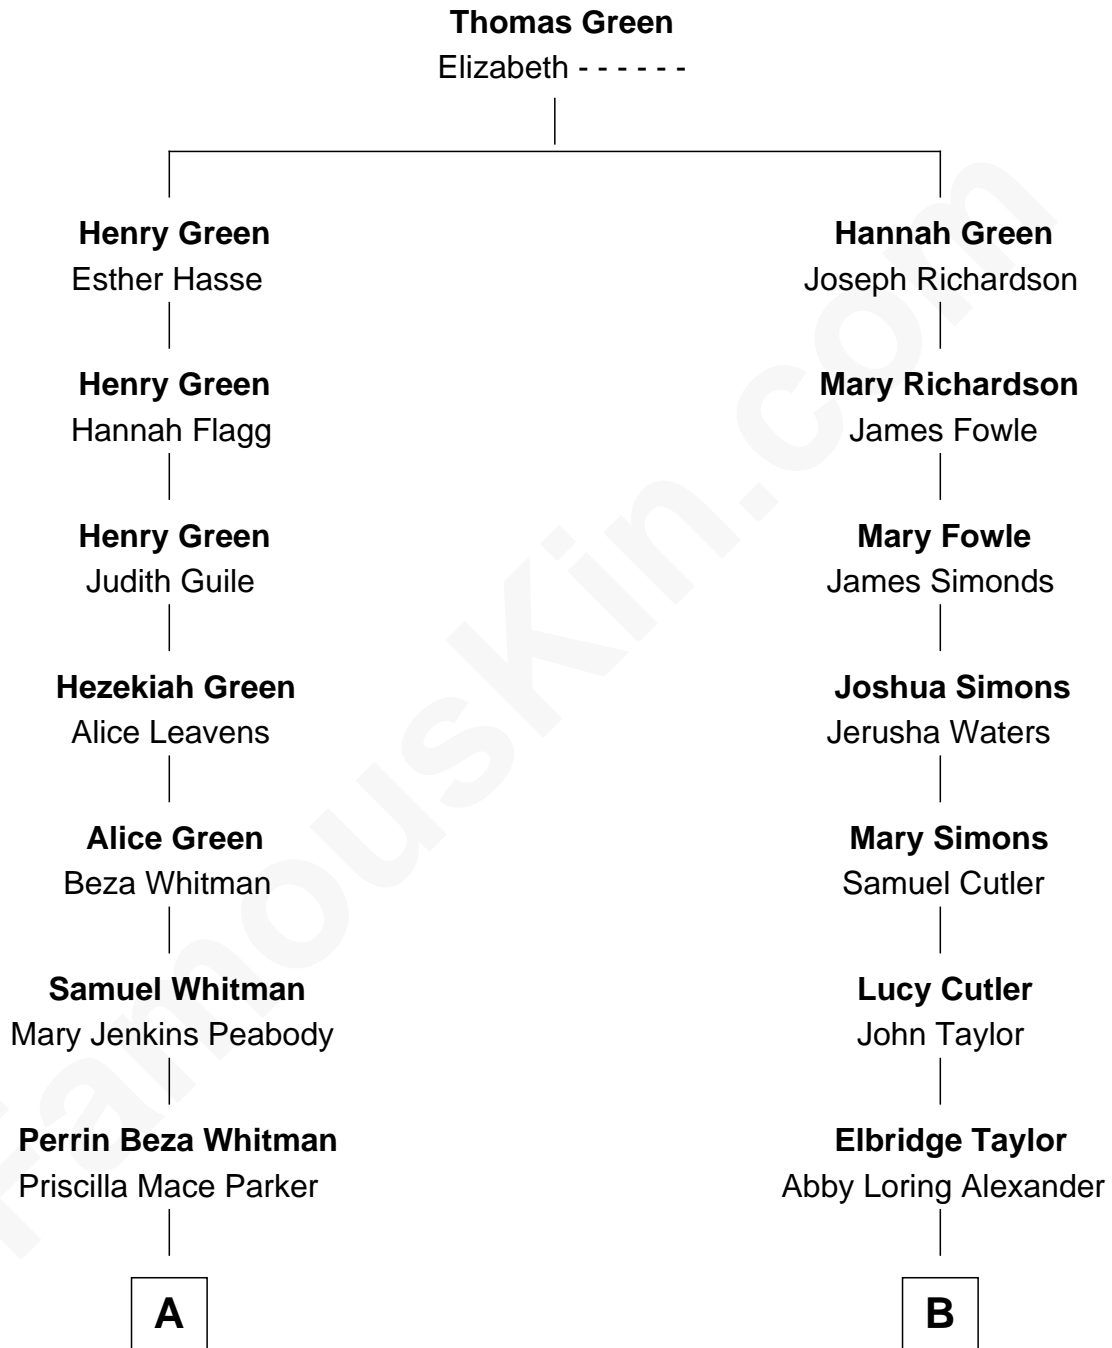 Thomas Green
Elizabeth - - - - - -
Henry Green
Esther Hasse
Hannah Green
Joseph Richardson
Henry Green
Hannah Flagg
Mary Richardson
James Fowle
Henry Green
Judith Guile
Mary Fowle
James Simonds
Hezekiah Green
Alice Leavens
Joshua Simons
Jerusha Waters
Alice Green
Beza Whitman
Mary Simons
Samuel Cutler
Samuel Whitman
Mary Jenkins Peabody
Lucy Cutler
John Taylor
Perrin Beza Whitman
Priscilla Mace Parker
Elbridge Taylor
Abby Loring Alexander
A
B
FamousKin.com